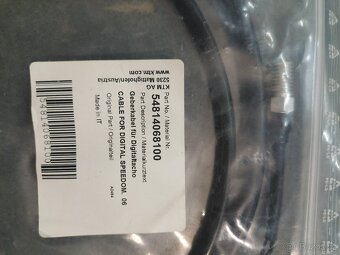 KTM AG
5230 Mattighofen/Austria
www.ktm.com
Part No. / Material Nr.
54814068100
Part Description / Materialkurztext
Geberkabel für Digitaltacho
CABLE FOR DIGITAL SPEEDOM. 06
Original Part / Originalteil
Made in IT
54814068100